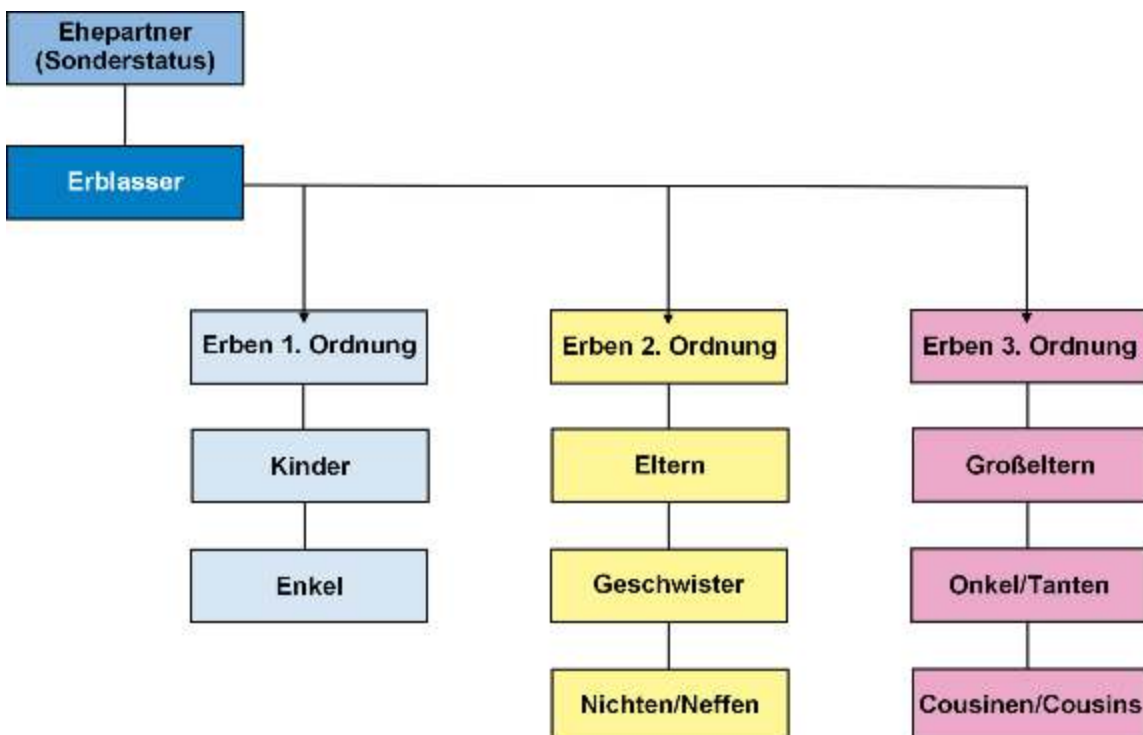 Ehepartner
(Sonderstatus)
Erblasser
Erben 1. Ordnung
Erben 2. Ordnung
Erben 3. Ordnung
Kinder
Eltern
Großeltern
Enkel
Geschwister
Onkel/Tanten
Nichten/Neffen
Cousinen/Cousins